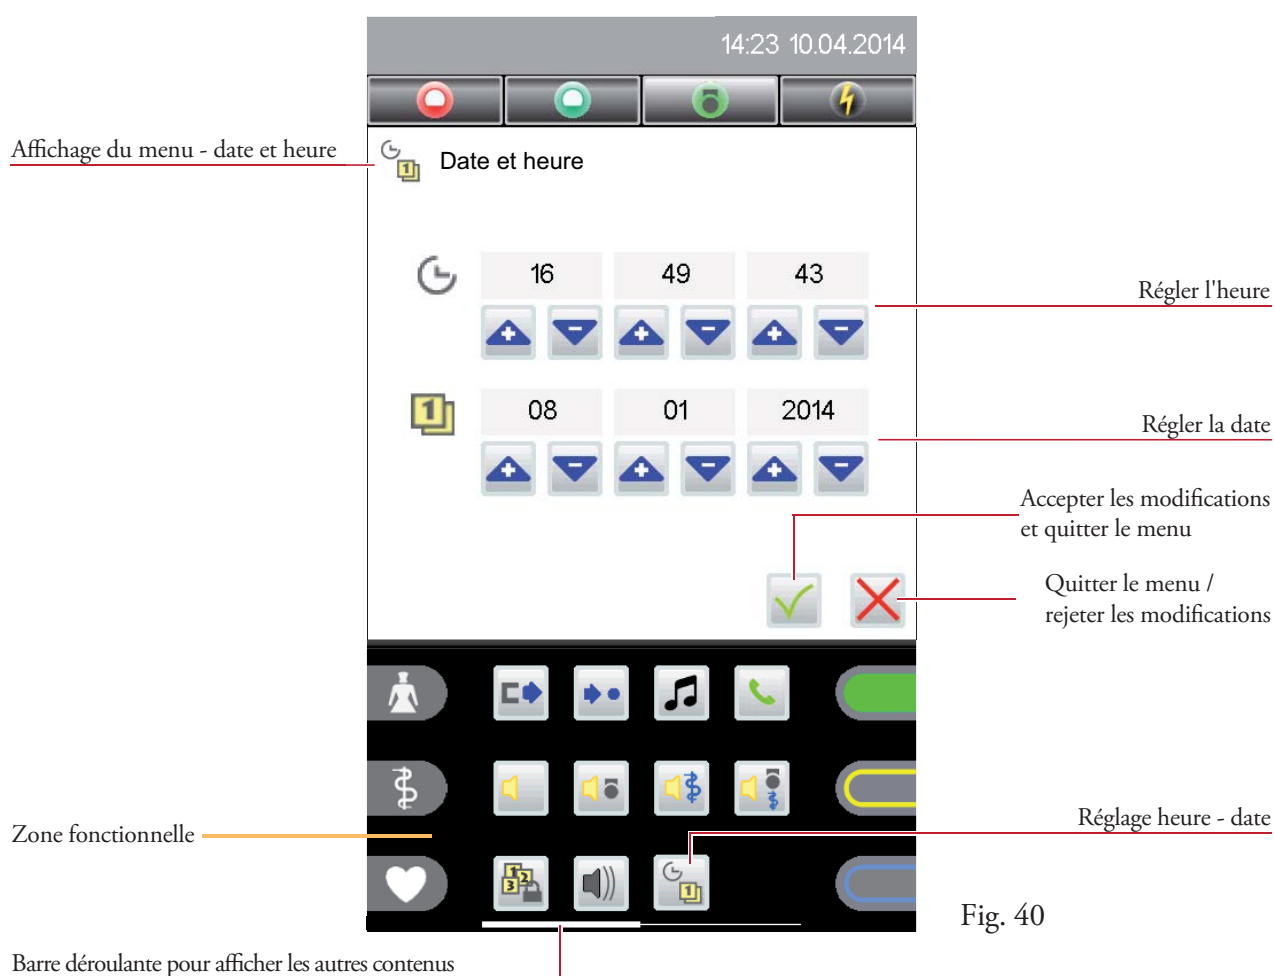 14:23 10.04.2014
Affichage du menu - date et heure
Date et heure
16 49 43
Régler l'heure
08 01 2014
Régler la date
Accepter les modifications
et quitter le menu
Quitter le menu /
rejeter les modifications
Zone fonctionnelle
Réglage heure - date
Fig. 40
Barre déroulante pour afficher les autres contenus